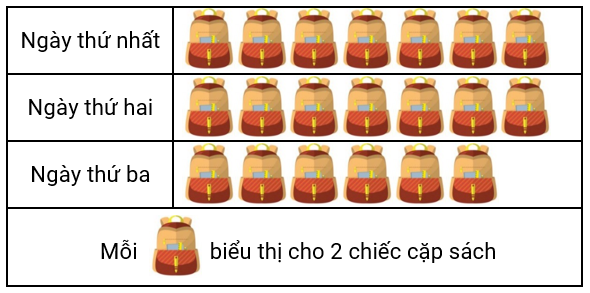 Ngày thứ nhất
Ngày thứ hai
Ngày thứ ba
Mỗi biểu thị cho 2 chiếc cặp sách